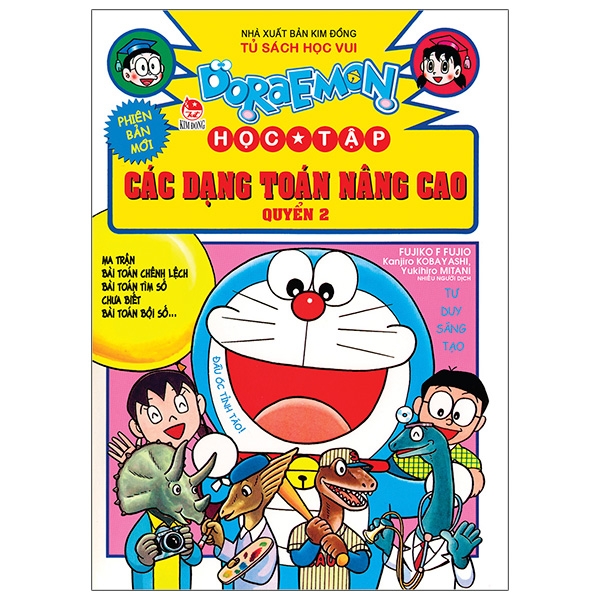 NHÀ XUẤT BẢN KIM ĐỒNG
TỦ SÁCH HỌC VUI
DORAEMON
PHIÊN BẢN MỚI
KIM ĐỒNG
HỌC★TẬP
CÁC DẠNG TOÁN NÂNG CAO
QUYỂN 2
FUJIKO F FUJIO
Kanjiro KOBAYASHI,
Yukihiro MITANI
NHIỀU NGƯỜI DỊCH
MA TRẬN
BÀI TOÁN CHÊNH LỆCH
BÀI TOÁN TÌM SỐ
CHƯA BIẾT
BÀI TOÁN BỘI SỐ...
TƯ
DUY
SÁNG
TẠO
ĐẦU ÓC TỈNH TÁO!